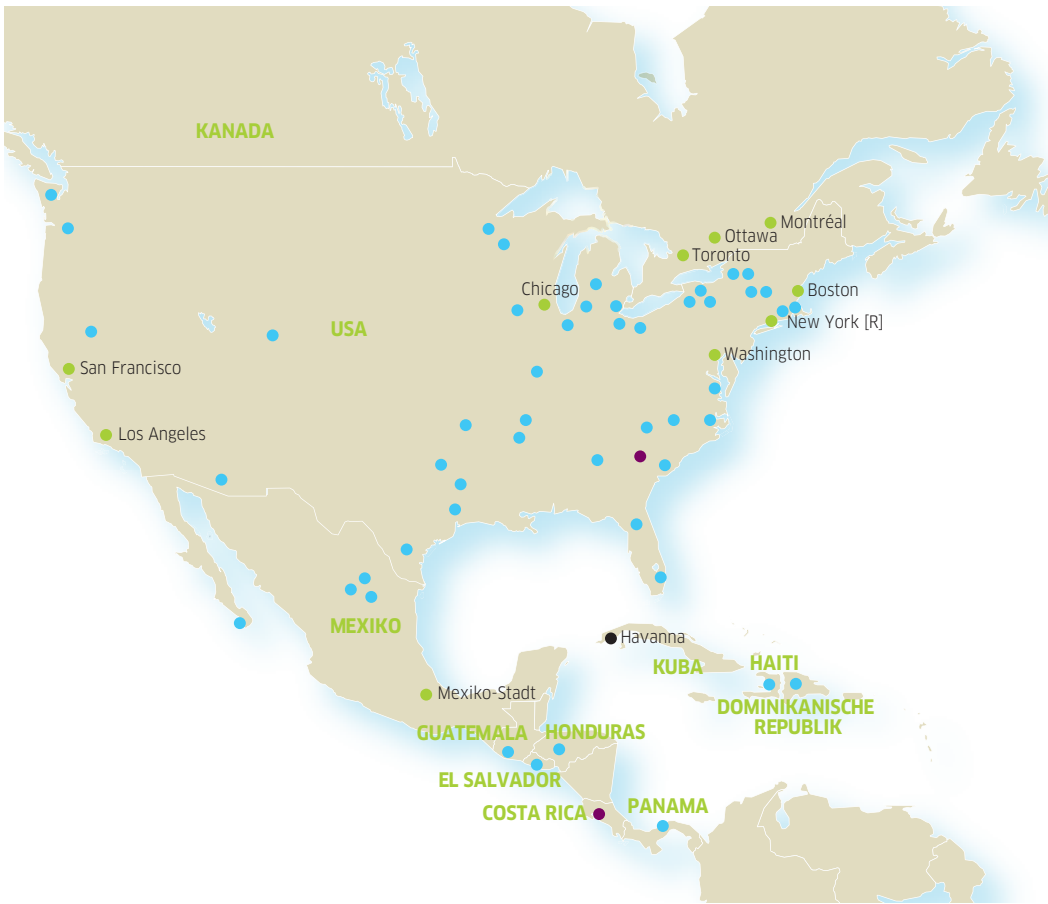 KANADA
Montréal
Ottawa
Toronto
Chicago
Boston
New York [R]
USA
Washington
San Francisco
Los Angeles
MEXIKO
Havanna
KUBA
HAITI
Mexiko-Stadt
DOMINIKANISCHE
REPUBLIK
GUATEMALA
HONDURAS
EL SALVADOR
COSTA RICA
PANAMA